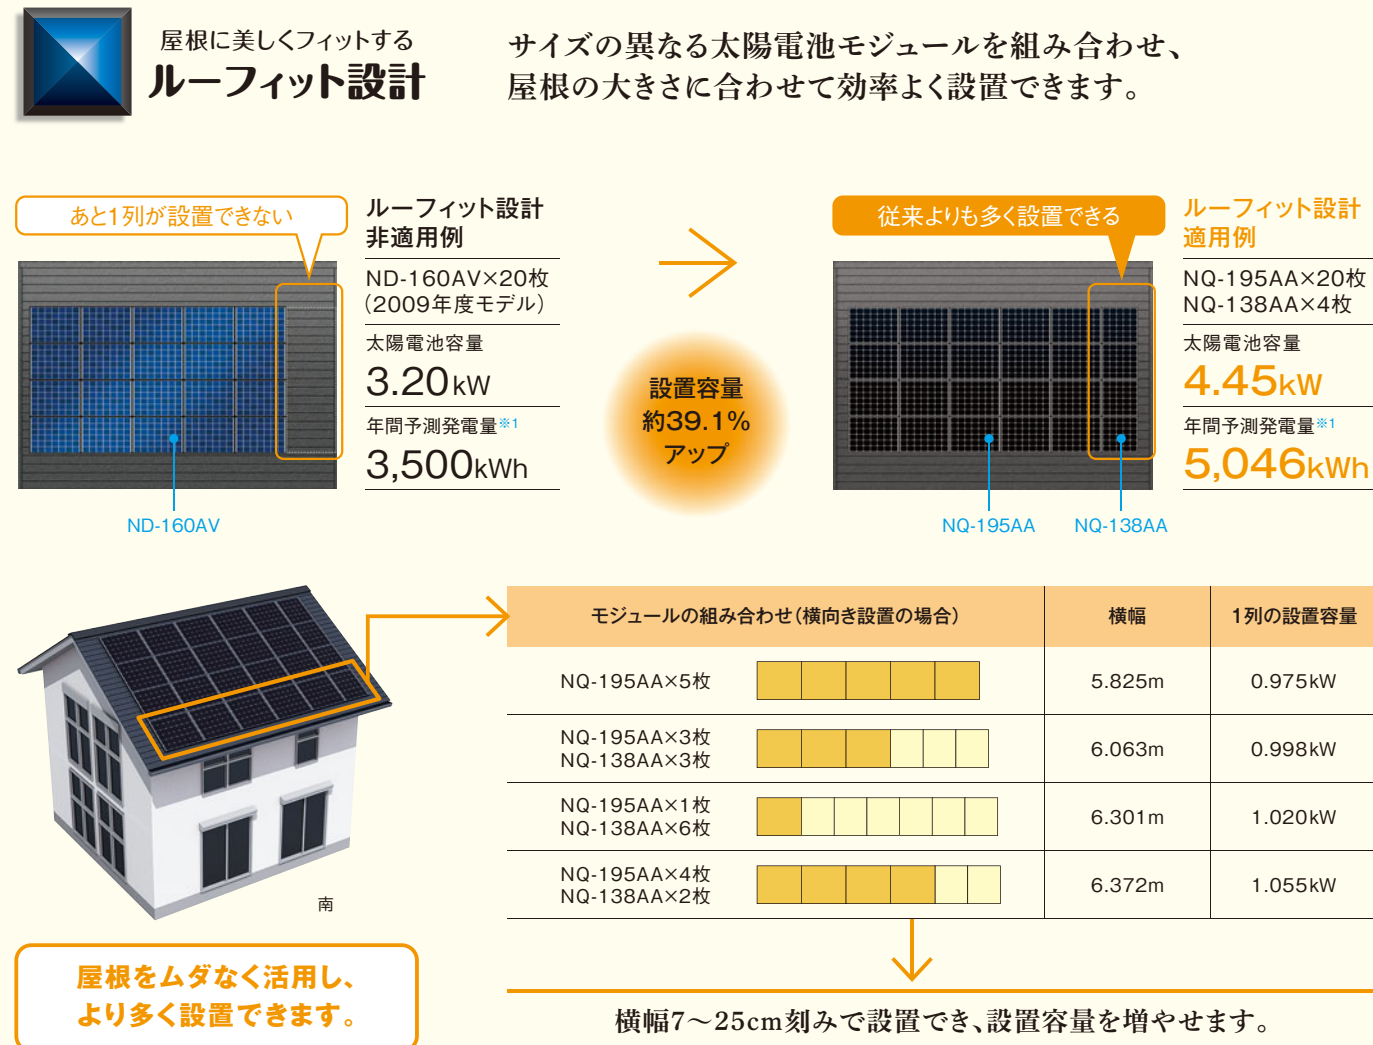 屋根に美しくフィットする
ルーフィット設計
サイズの異なる太陽電池モジュールを組み合わせ、
屋根の大きさに合わせて効率よく設置できます。
あと1列が設置できない
ルーフィット設計
非適用例
ND-160AV×20枚
(2009年度モデル)
太陽電池容量
3.20kW
年間予測発電量※1
3,500kWh
ND-160AV
設置容量
約39.1%
アップ
従来よりも多く設置できる
ルーフィット設計
適用例
NQ-195AA×20枚
NQ-138AA×4枚
太陽電池容量
4.45kW
年間予測発電量※1
5,046kWh
NQ-195AA
NQ-138AA
南
屋根をムダなく活用し、
より多く設置できます。
モジュールの組み合わせ(横向き設置の場合) 横幅 1列の設置容量
NQ-195AA×5枚 5.825m 0.975kW
NQ-195AA×3枚
NQ-138AA×3枚 6.063m 0.998kW
NQ-195AA×1枚
NQ-138AA×6枚 6.301m 1.020kW
NQ-195AA×4枚
NQ-138AA×2枚 6.372m 1.055kW
横幅7～25cm刻みで設置でき、設置容量を増やせます。